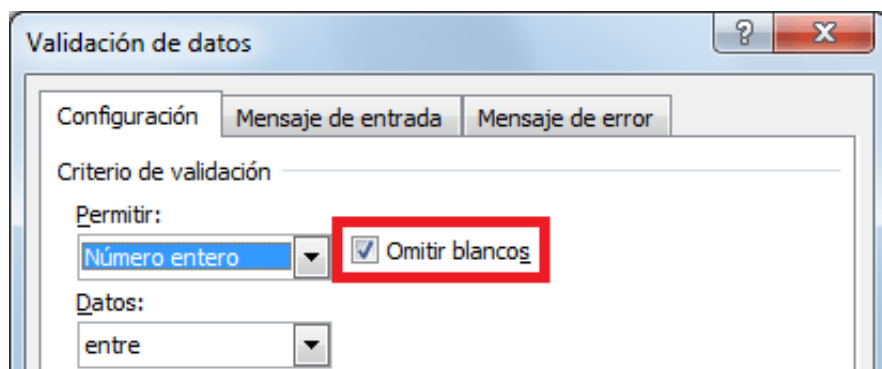 Validación de datos
?
X
Configuración Mensaje de entrada Mensaje de error
Criterio de validación
Permitir:
Número entero Omitir blancos
Datos:
entre